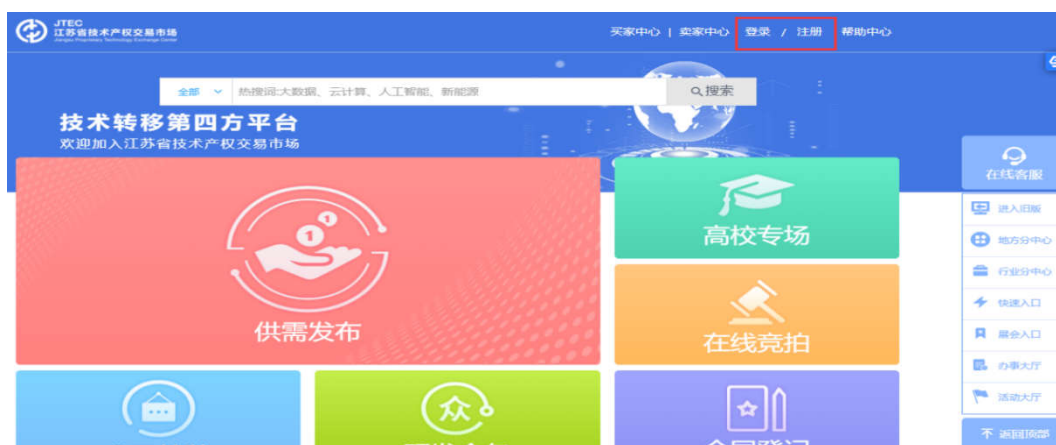 JTEC
江苏省技术产权交易市场
Jiangsu Proprietary Technology Exchange Center
买家中心 | 卖家中心 登录 / 注册 帮助中心
全部 热搜词:大数据、云计算、人工智能、新能源 搜索
技术转移第四方平台
欢迎加入江苏省技术产权交易市场
在线客服
进入旧版
地方分中心
行业分中心
快速入口
展会入口
办事大厅
活动大厅
返回顶部
高校专场
供需发布
在线竞拍
众